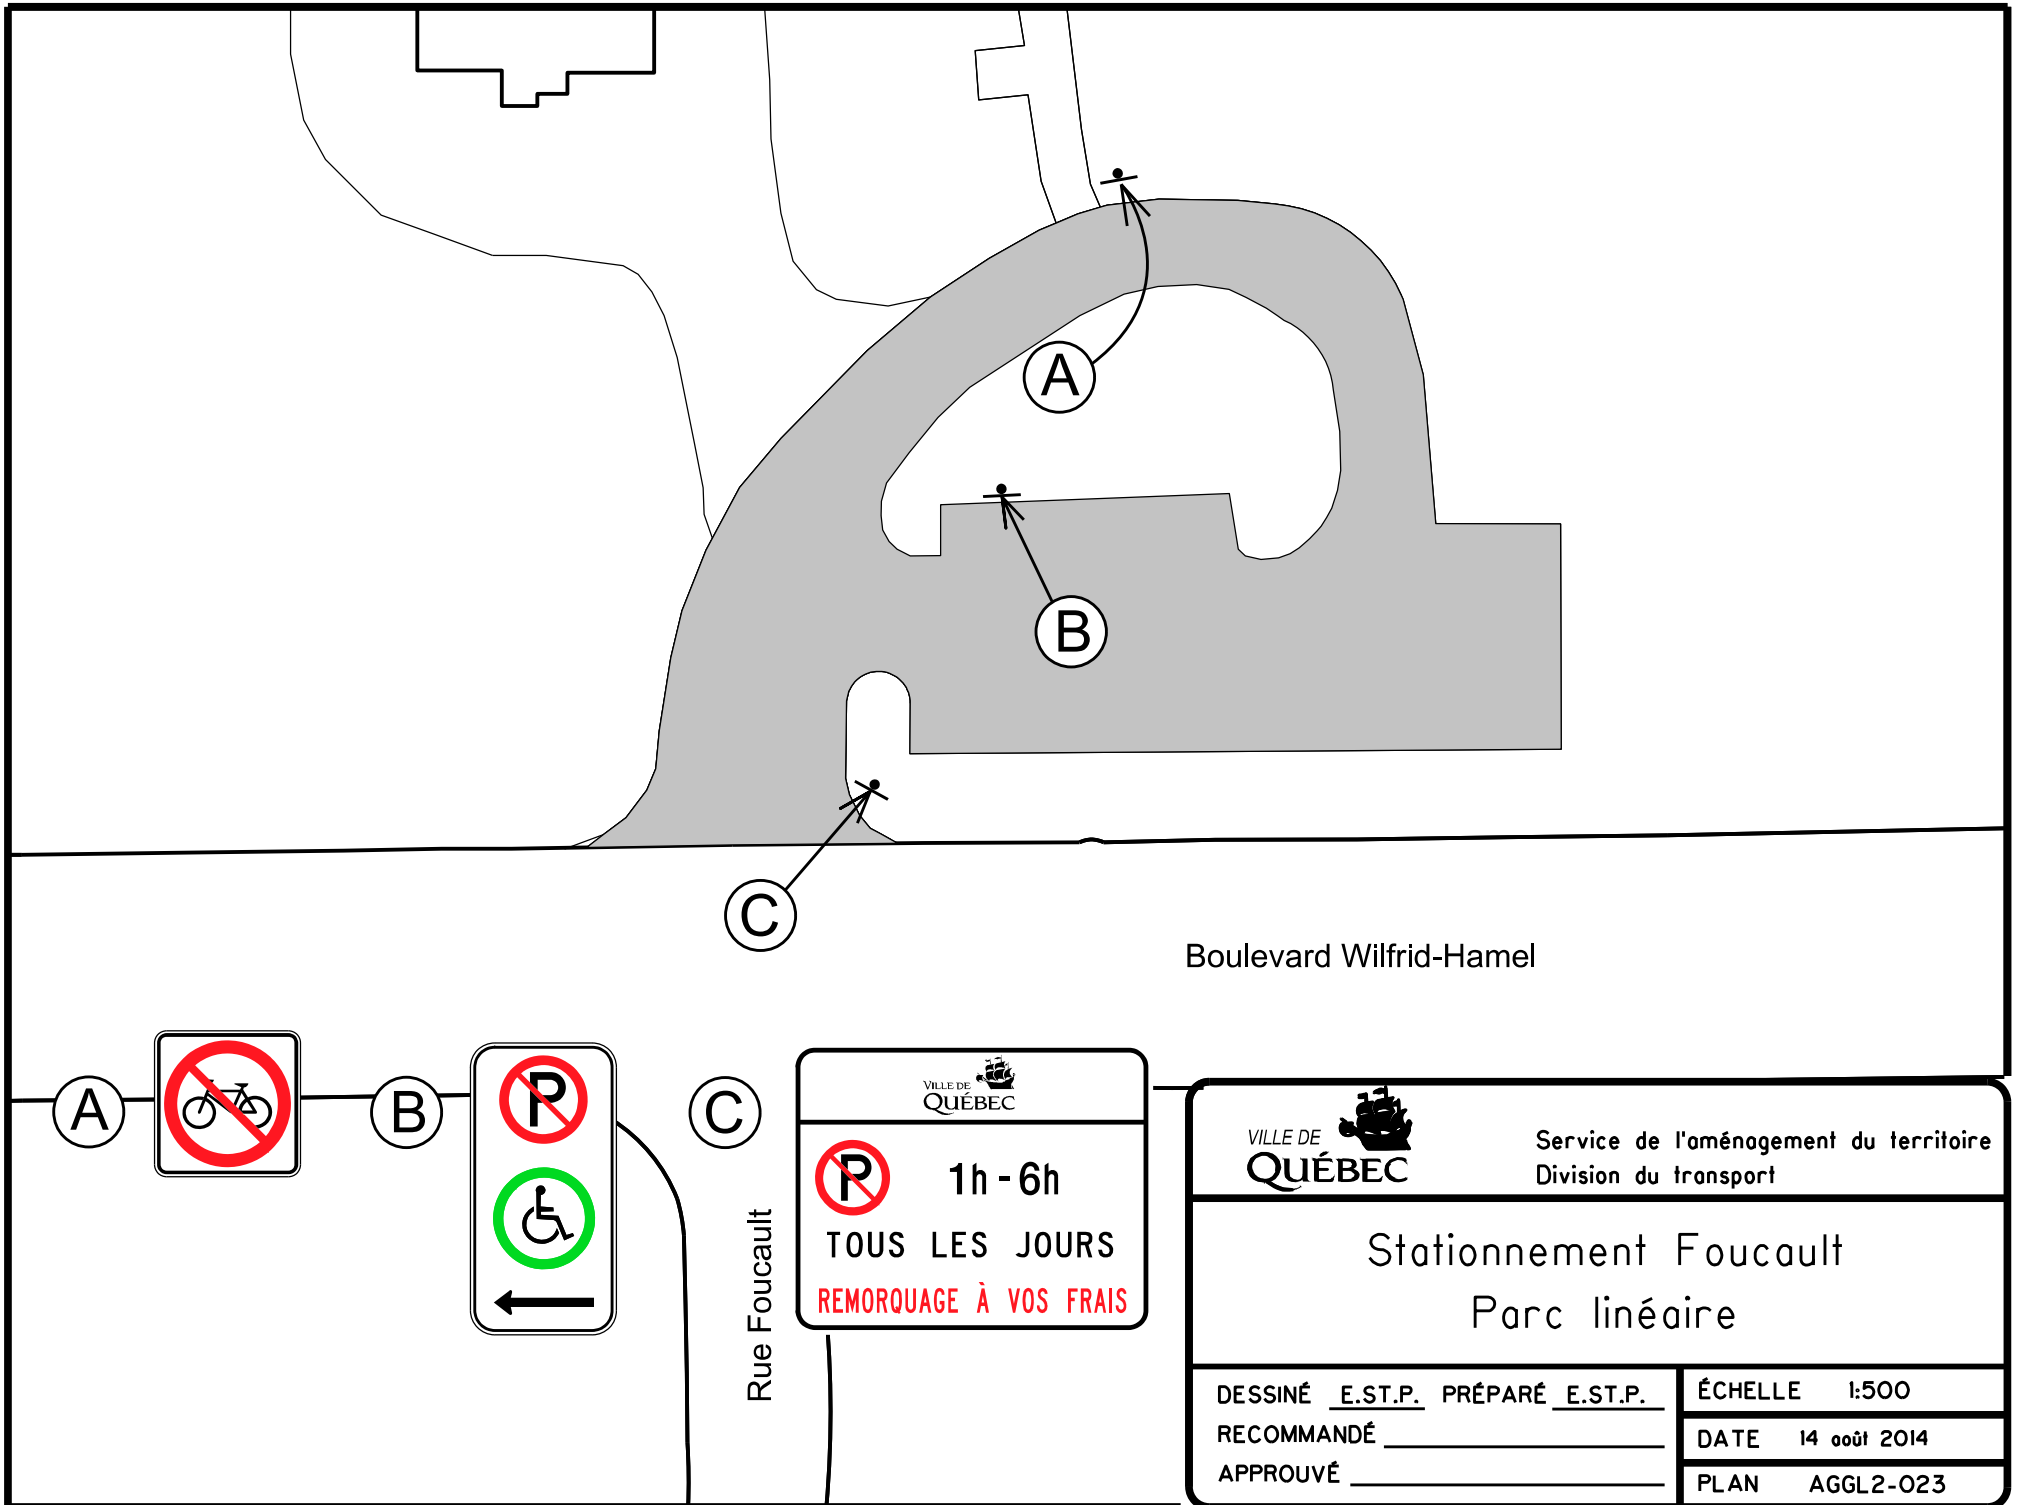 A
B
C
Boulevard Wilfrid-Hamel
A
B
P
C
VILLE DE
QUÉBEC
P 1h - 6h
TOUS LES JOURS
REMORQUAGE À VOS FRAIS
Rue Foucault
VILLE DE
QUÉBEC
Service de l'aménagement du territoire
Division du transport
Stationnement Foucault
Parc linéaire
DESSINÉ E.ST.P. PRÉPARÉ E.ST.P.
RECOMMANDÉ
APPROUVÉ
ÉCHELLE 1:500
DATE 14 août 2014
PLAN AGGL2-023